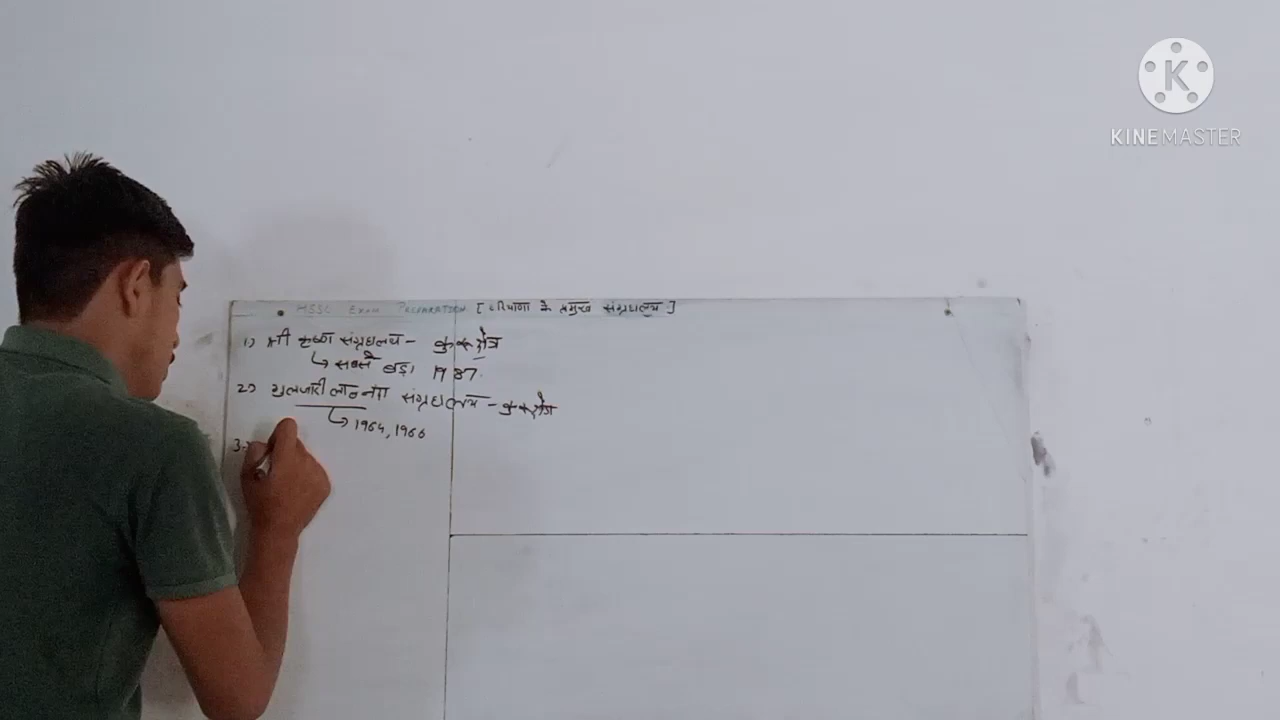 K
KINEMASTER
HSSC EXAM PREPARATION [हरियाणा के प्रमुख संग्रहालय]
1) श्री कृष्ण संग्रहालय - कुरुक्षेत्र
↳ सबसे बड़ा 1987.
2) गुलजारी लाल नन्दा संग्रहालय - कुरुक्षेत्र
↳ 1964, 1966
3.